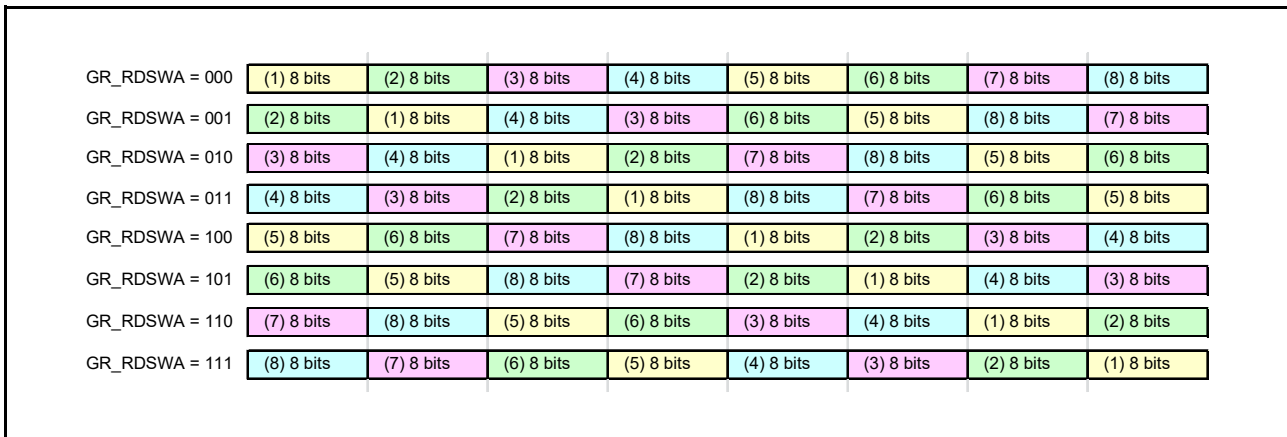 GR_RDSWA = 000 (1) 8 bits (2) 8 bits (3) 8 bits (4) 8 bits (5) 8 bits (6) 8 bits (7) 8 bits (8) 8 bits
GR_RDSWA = 001 (2) 8 bits (1) 8 bits (4) 8 bits (3) 8 bits (6) 8 bits (5) 8 bits (8) 8 bits (7) 8 bits
GR_RDSWA = 010 (3) 8 bits (4) 8 bits (1) 8 bits (2) 8 bits (7) 8 bits (8) 8 bits (5) 8 bits (6) 8 bits
GR_RDSWA = 011 (4) 8 bits (3) 8 bits (2) 8 bits (1) 8 bits (8) 8 bits (7) 8 bits (6) 8 bits (5) 8 bits
GR_RDSWA = 100 (5) 8 bits (6) 8 bits (7) 8 bits (8) 8 bits (1) 8 bits (2) 8 bits (3) 8 bits (4) 8 bits
GR_RDSWA = 101 (6) 8 bits (5) 8 bits (8) 8 bits (7) 8 bits (2) 8 bits (1) 8 bits (4) 8 bits (3) 8 bits
GR_RDSWA = 110 (7) 8 bits (8) 8 bits (5) 8 bits (6) 8 bits (3) 8 bits (4) 8 bits (1) 8 bits (2) 8 bits
GR_RDSWA = 111 (8) 8 bits (7) 8 bits (6) 8 bits (5) 8 bits (4) 8 bits (3) 8 bits (2) 8 bits (1) 8 bits